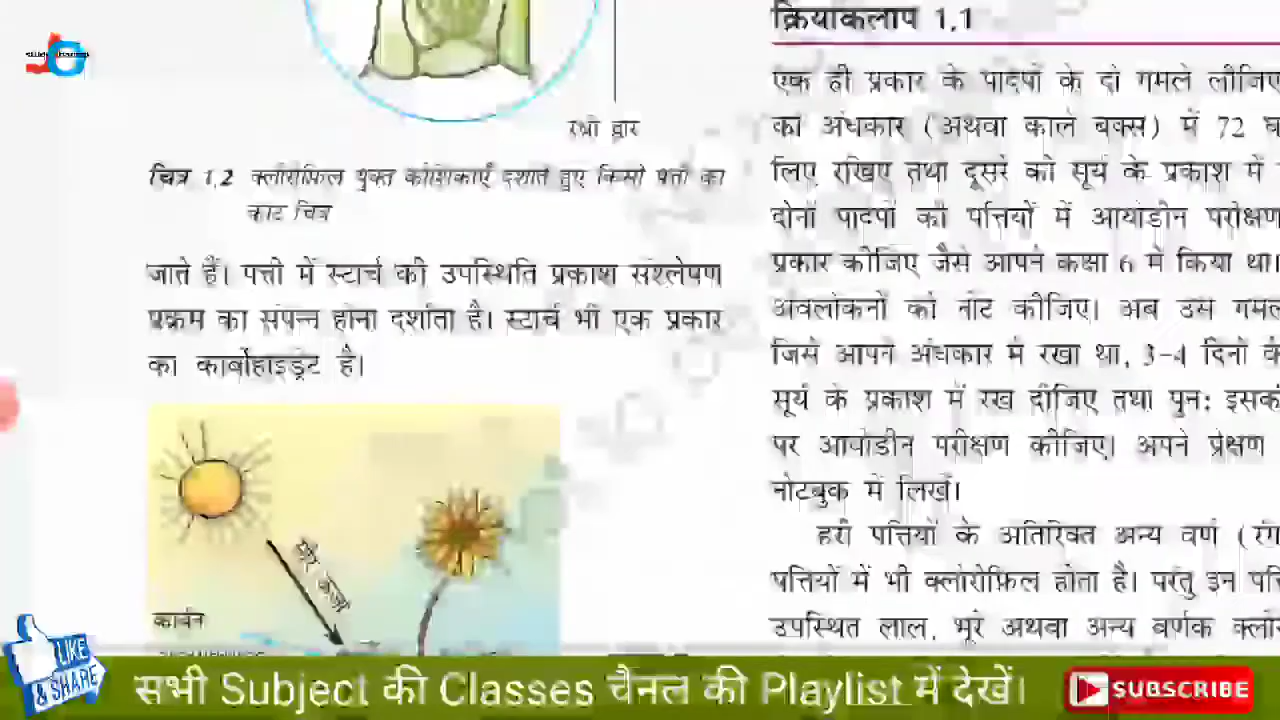 रंध्री द्वार
चित्र 1.2 क्लोरोफ़िल युक्त कोशिकाएँ दर्शाते हुए किसी पत्ती का
काट चित्र
जाते हैं। पत्ती में स्टार्च की उपस्थिति प्रकाश संश्लेषण
प्रक्रम का संपन्न होना दर्शाता है। स्टार्च भी एक प्रकार
का कार्बोहाइड्रेट है।
सौर ऊर्जा
कार्बन
क्रियाकलाप 1.1
एक ही प्रकार के पादपों के दो गमले लीजिए
को अंधकार (अथवा काले बक्स) में 72
लिए रखिए तथा दूसरे को सूर्य के प्रकाश में
दोनों पादपों की पत्तियों में आयोडीन परीक्षण
प्रकार कीजिए जैसे आपने कक्षा 6 में किया था।
अवलोकनों को नोट कीजिए। अब उस
जिसे आपने अंधकार में रखा था, 3-4 दिनों
सूर्य के प्रकाश में रख दीजिए तथा पुन:
पर आयोडीन परीक्षण कीजिए। अपने प्रेक्षण
नोटबुक में लिखें।
हरी पत्तियों के अतिरिक्त अन्य वर्ण
पत्तियों में भी क्लोरोफ़िल होता है। परंतु इन
उपस्थित लाल, भूरे अथवा अन्य वर्णक
LIKE
& SHARE
सभी Subject की Classes चैनल की Playlist में देखें।
SUBSCRIBE